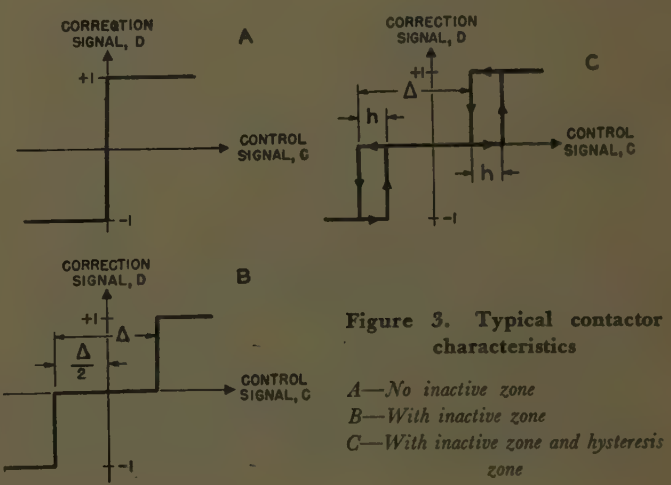 CORRECTION
SIGNAL, D
A
+1
CONTROL
SIGNAL, C
-1
CORRECTION
SIGNAL, D
C
+1
Δ
h
CONTROL
SIGNAL, C
h
-1
CORRECTION
SIGNAL, D
B
+1
Δ
Δ
2
CONTROL
SIGNAL, C
-1
Figure 3. Typical contactor
characteristics
A—No inactive zone
B—With inactive zone
C—With inactive zone and hysteresis
zone